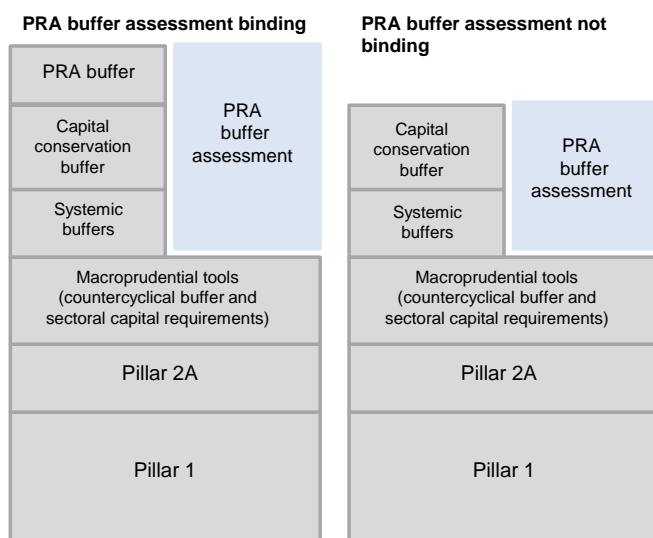 PRA buffer assessment binding
PRA buffer
Capital
conservation
buffer
Systemic
buffers
PRA
buffer
assessment
Macroprudential tools
(countercyclical buffer and
sectoral capital requirements)
Pillar 2A
Pillar 1
PRA buffer assessment not
binding
Capital
conservation
buffer
Systemic
buffers
PRA
buffer
assessment
Macroprudential tools
(countercyclical buffer and
sectoral capital requirements)
Pillar 2A
Pillar 1